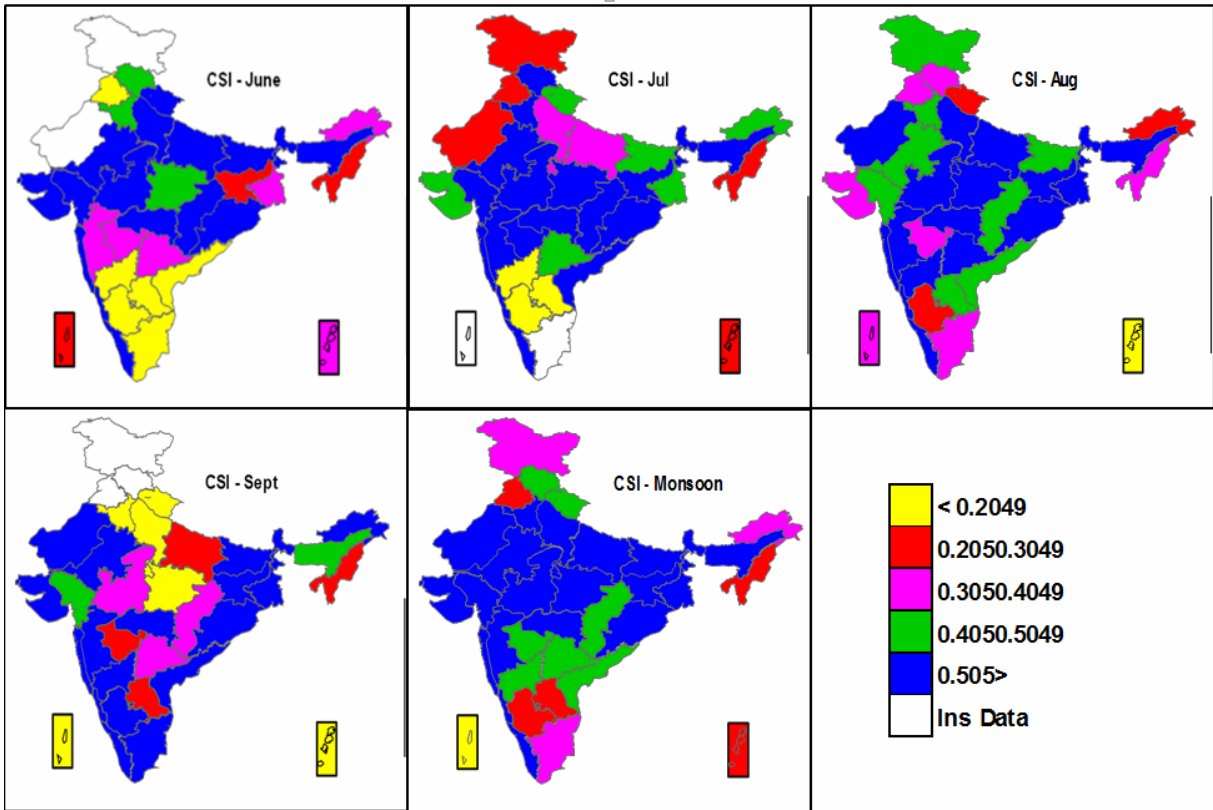 CSI - June
CSI - Jul
CSI - Aug
CSI - Sept
CSI - Monsoon
< 0.2049
0.2050.3049
0.3050.4049
0.4050.5049
0.505>
Ins Data